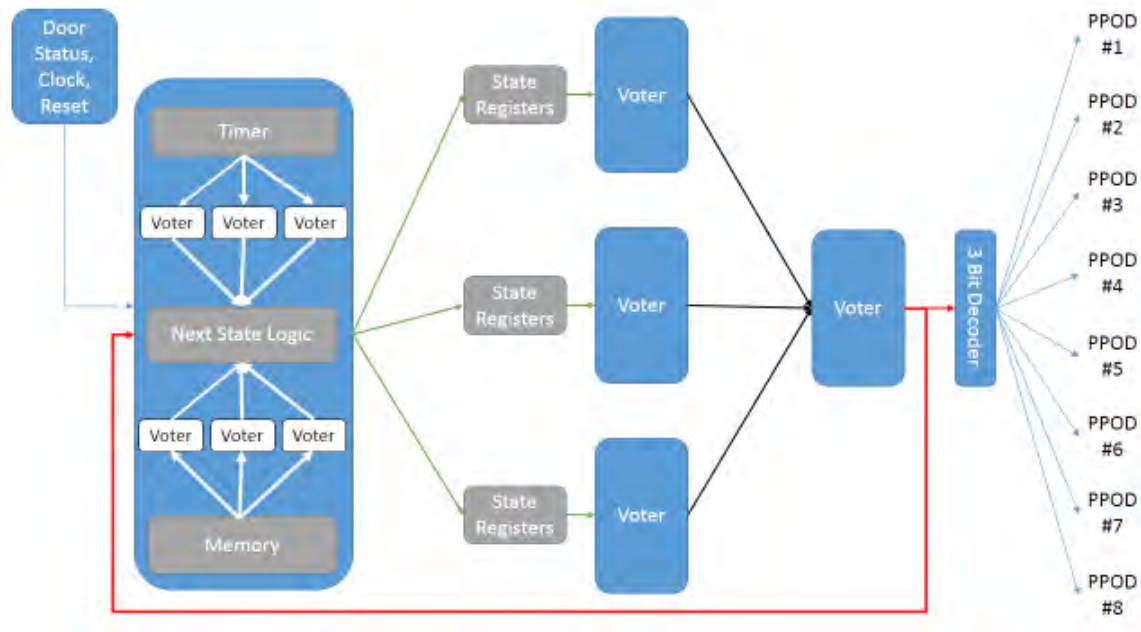 Door
Status,
Clock,
Reset
Timer
Voter
Voter
Voter
Next State Logic
Voter
Voter
Voter
Memory
State
Registers
Voter
State
Registers
Voter
State
Registers
Voter
Voter
3 Bit Decoder
PPOD
#1
PPOD
#2
PPOD
#3
PPOD
#4
PPOD
#5
PPOD
#6
PPOD
#7
PPOD
#8